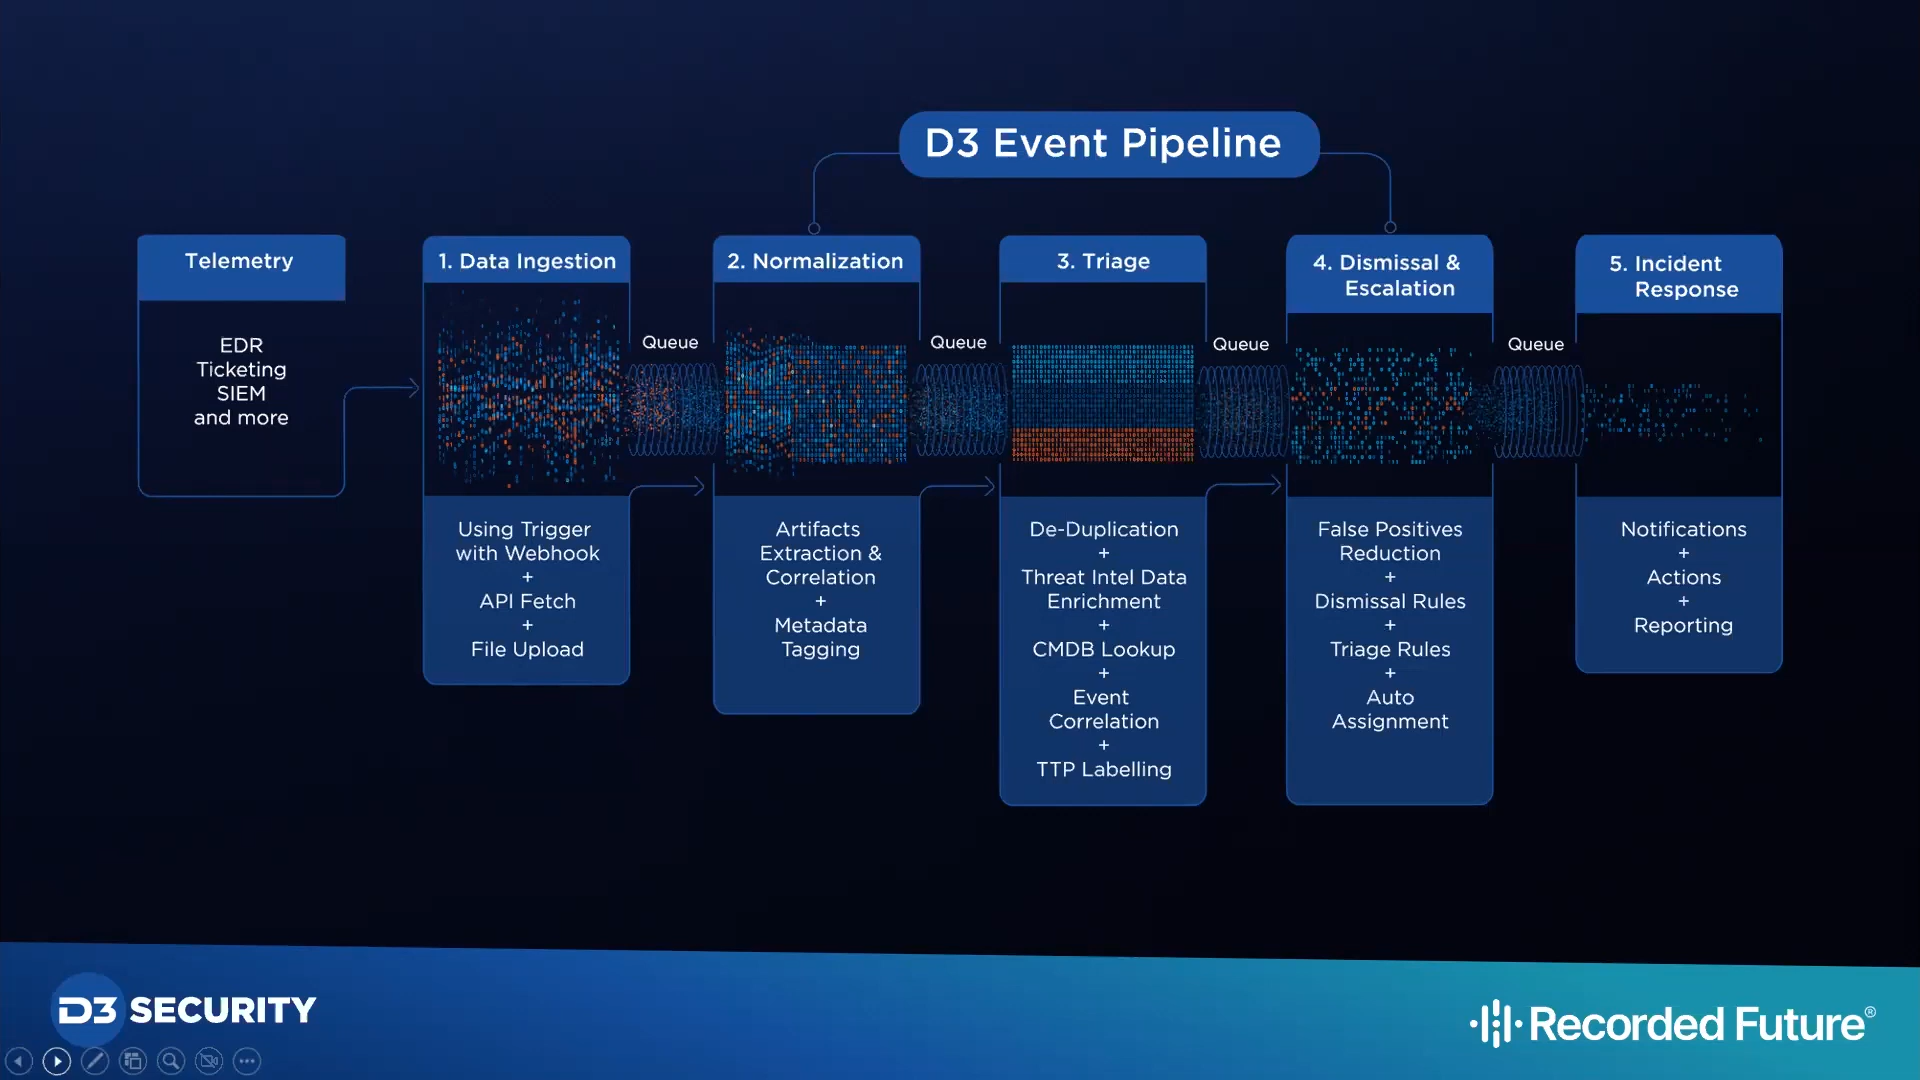 D3 Event Pipeline
Telemetry
EDR
Ticketing
SIEM
and more
1. Data Ingestion
Using Trigger
with Webhook
+
API Fetch
+
File Upload
Queue
2. Normalization
Artifacts
Extraction &
Correlation
+
Metadata
Tagging
Queue
3. Triage
De-Duplication
+
Threat Intel Data
Enrichment
+
CMDB Lookup
+
Event
Correlation
+
TTP Labelling
Queue
4. Dismissal &
Escalation
False Positives
Reduction
+
Dismissal Rules
+
Triage Rules
+
Auto
Assignment
Queue
5. Incident
Response
Notifications
+
Actions
+
Reporting
D3 SECURITY
Recorded Future®